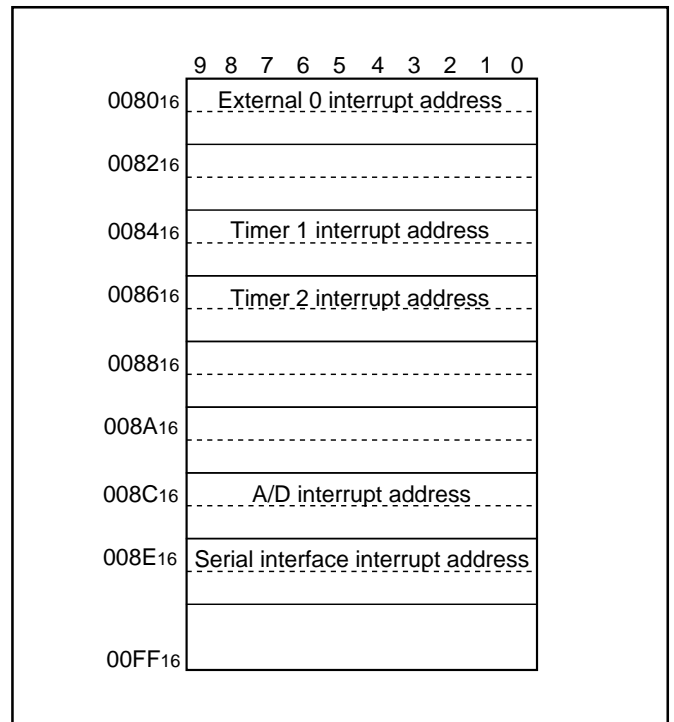 9 8 7 6 5 4 3 2 1 0
0080₁₆ External 0 interrupt address
0082₁₆
0084₁₆ Timer 1 interrupt address
0086₁₆ Timer 2 interrupt address
0088₁₆
008A₁₆
008C₁₆ A/D interrupt address
008E₁₆ Serial interface interrupt address
00FF₁₆